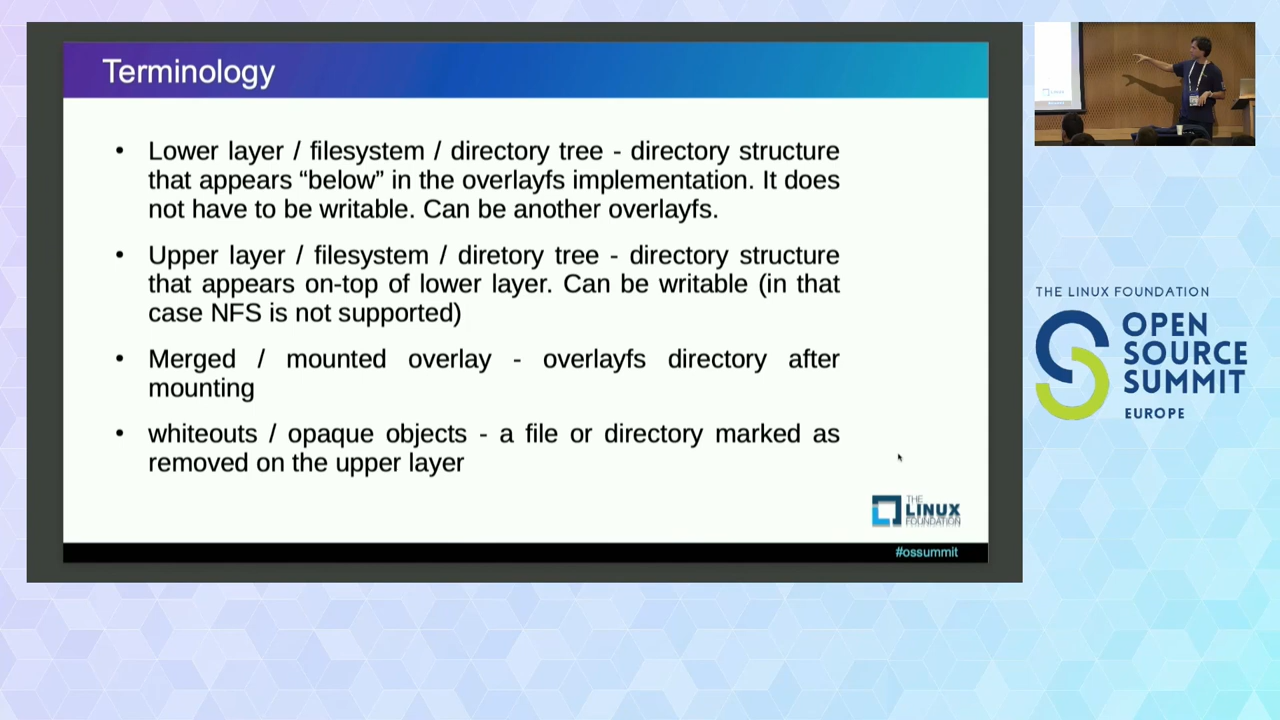 Terminology
• Lower layer / filesystem / directory tree - directory structure
that appears “below” in the overlayfs implementation. It does
not have to be writable. Can be another overlayfs.
• Upper layer / filesystem / diretory tree - directory structure
that appears on-top of lower layer. Can be writable (in that
case NFS is not supported)
• Merged / mounted overlay - overlayfs directory after
mounting
• whiteouts / opaque objects - a file or directory marked as
removed on the upper layer
THE
LINUX
FOUNDATION
#ossummit
THE LINUX FOUNDATION
OPEN
SOURCE
SUMMIT
EUROPE